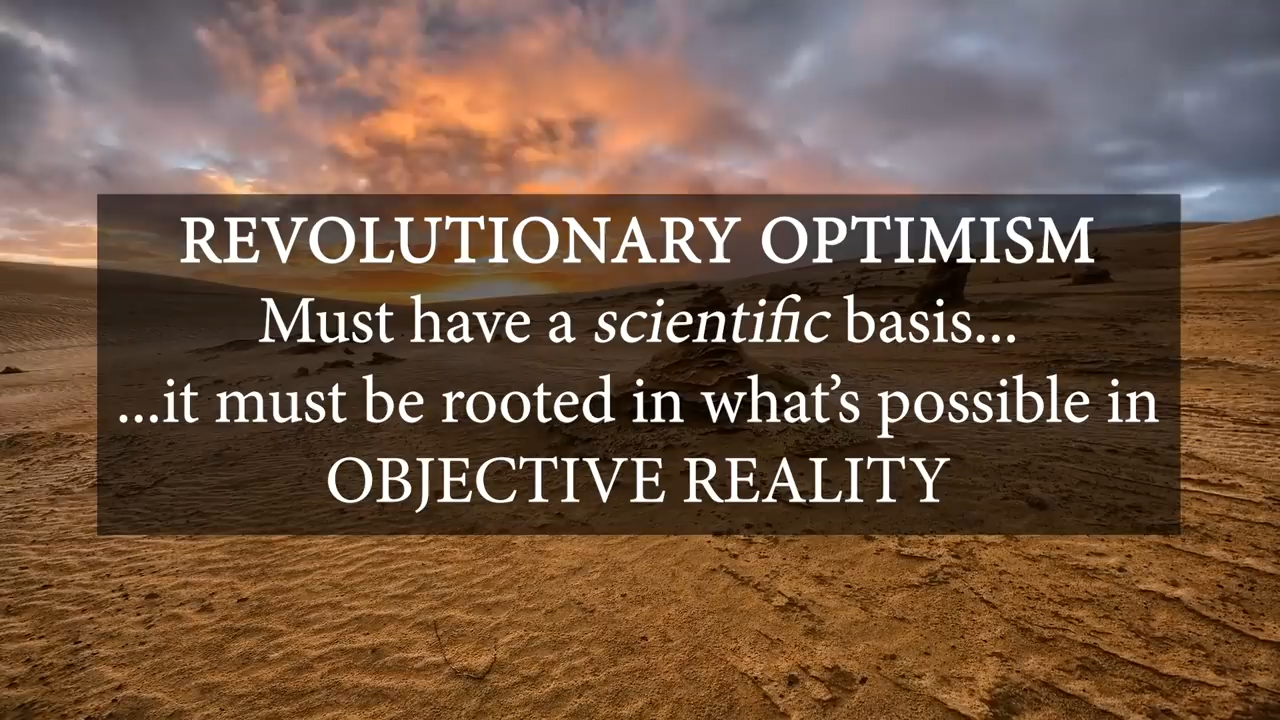 REVOLUTIONARY OPTIMISM
Must have a scientific basis...
...it must be rooted in what’s possible in
OBJECTIVE REALITY